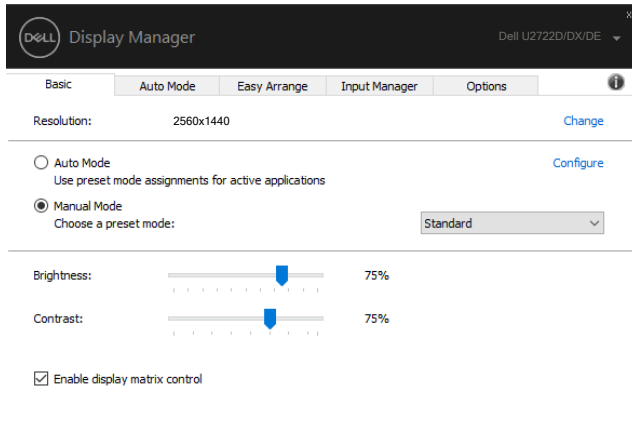 x
DELL Display Manager
Dell U2722D/DX/DE
Basic Auto Mode Easy Arrange Input Manager Options i
Resolution: 2560x1440 Change
Auto Mode Configure
Use preset mode assignments for active applications
Manual Mode
Choose a preset mode: Standard
Brightness: 75%
Contrast: 75%
Enable display matrix control